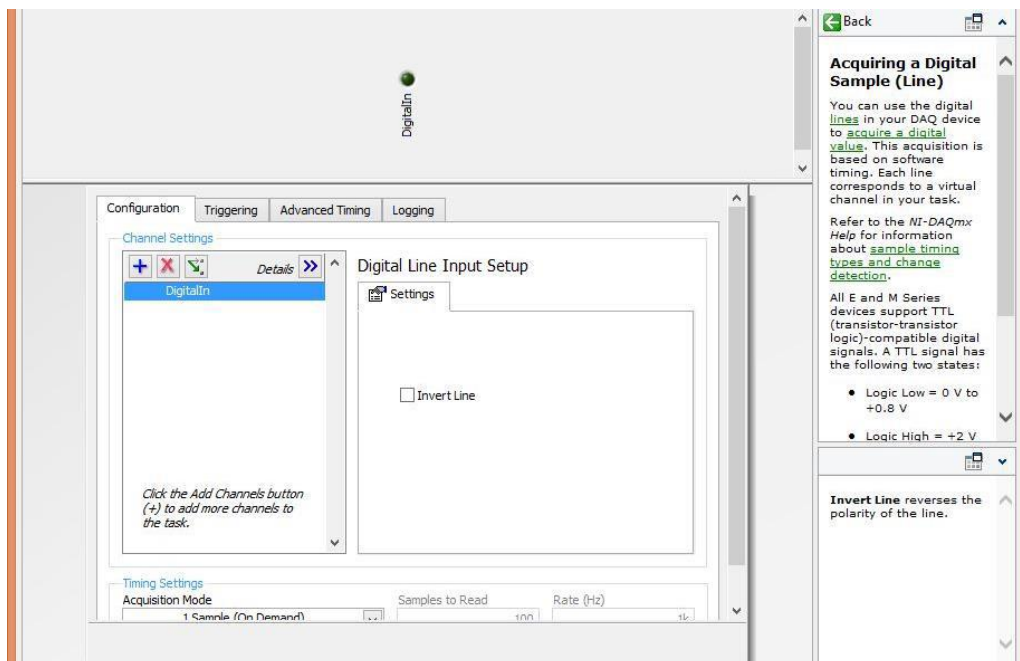 DigitalIn
Configuration
Triggering
Advanced Timing
Logging
Channel Settings
Details
DigitalIn
Click the Add Channels button
(+) to add more channels to
the task.
Digital Line Input Setup
Settings
Invert Line
Timing Settings
Acquisition Mode
Samples to Read
Rate (Hz)
1 Sample (On Demand)
100
1k
Back
Acquiring a Digital
Sample (Line)
You can use the digital
lines in your DAQ device
to acquire a digital
value. This acquisition is
based on software
timing. Each line
corresponds to a virtual
channel in your task.
Refer to the NI-DAQmx
Help for information
about sample timing
types and change
detection.
All E and M Series
devices support TTL
(transistor-transistor
logic)-compatible digital
signals. A TTL signal has
the following two states:
• Logic Low = 0 V to
+0.8 V
• Logic High = +2 V
Invert Line reverses the
polarity of the line.